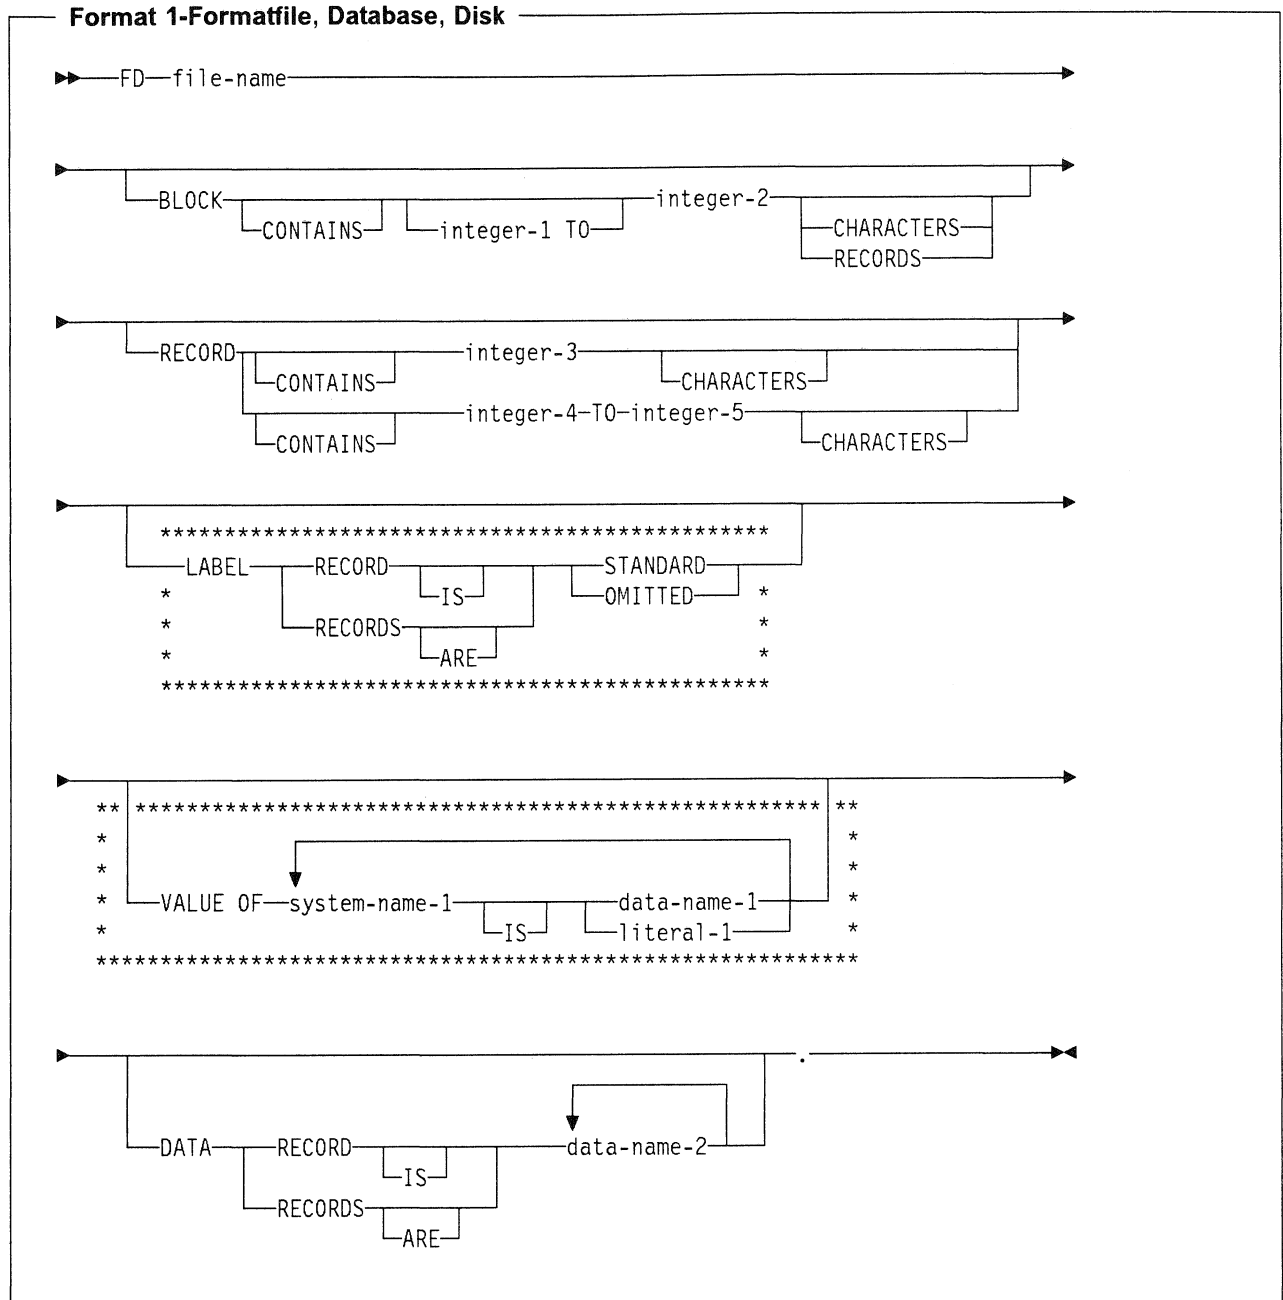 Format 1-Formatfile, Database, Disk
FD file-name
BLOCK integer-2
CONTAINS integer-1 TO CHARACTERS
RECORDS
RECORD integer-3
CONTAINS CHARACTERS
integer-4 TO integer-5
CONTAINS CHARACTERS
************************************************
LABEL RECORD STANDARD
* IS OMITTED *
* RECORDS *
* ARE *
************************************************
** ****************************************************** **
* *
* *
* VALUE OF system-name-1 data-name-1 *
* IS literal-1 *
************************************************************
.
DATA RECORD data-name-2
IS
RECORDS
ARE